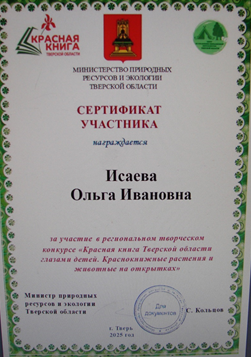 КРАСНАЯ
КНИГА
ТВЕРСКОЙ ОБЛАСТИ
МИНИСТЕРСТВО ПРИРОДНЫХ
РЕСУРСОВ И ЭКОЛОГИИ
ТВЕРСКОЙ ОБЛАСТИ
СЕРТИФИКАТ
УЧАСТНИКА
награждается
Исаева
Ольга Ивановна
за участие в региональном творческом
конкурсе «Красная книга Тверской области
глазами детей. Краснокнижные растения и
животные на открытках»
Министр природных
ресурсов и экологии
Тверской области
Для
документов
С. Кольцов
г. Тверь
2025 год